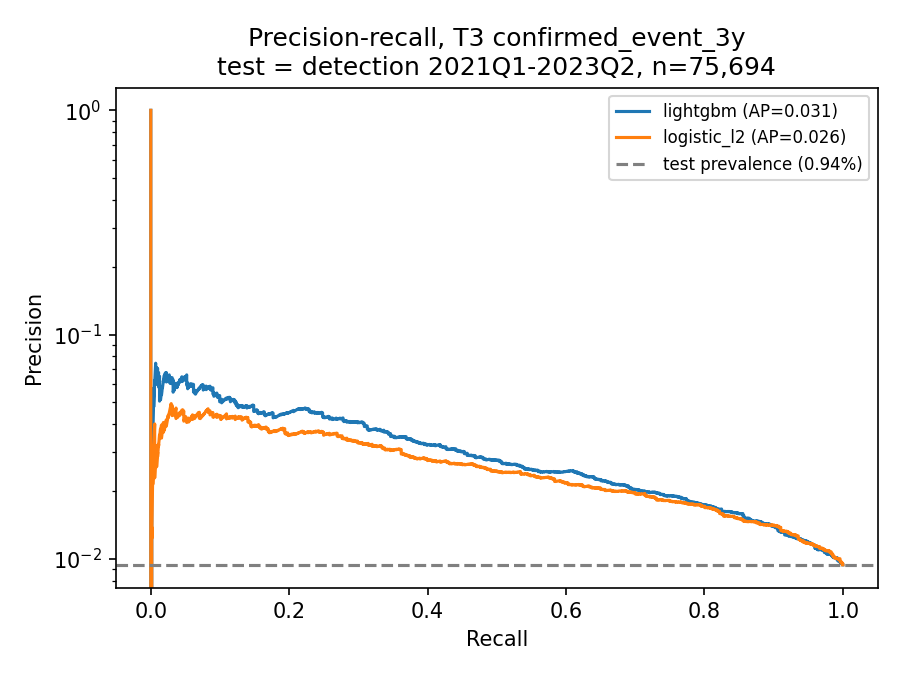 Precision-recall, T3 confirmed_event_3y
test = detection 2021Q1-2023Q2, n=75,694
lightgbm (AP=0.031)
logistic_l2 (AP=0.026)
test prevalence (0.94%)
Precision
10⁰
10⁻¹
10⁻²
0.0 0.2 0.4 0.6 0.8 1.0
Recall